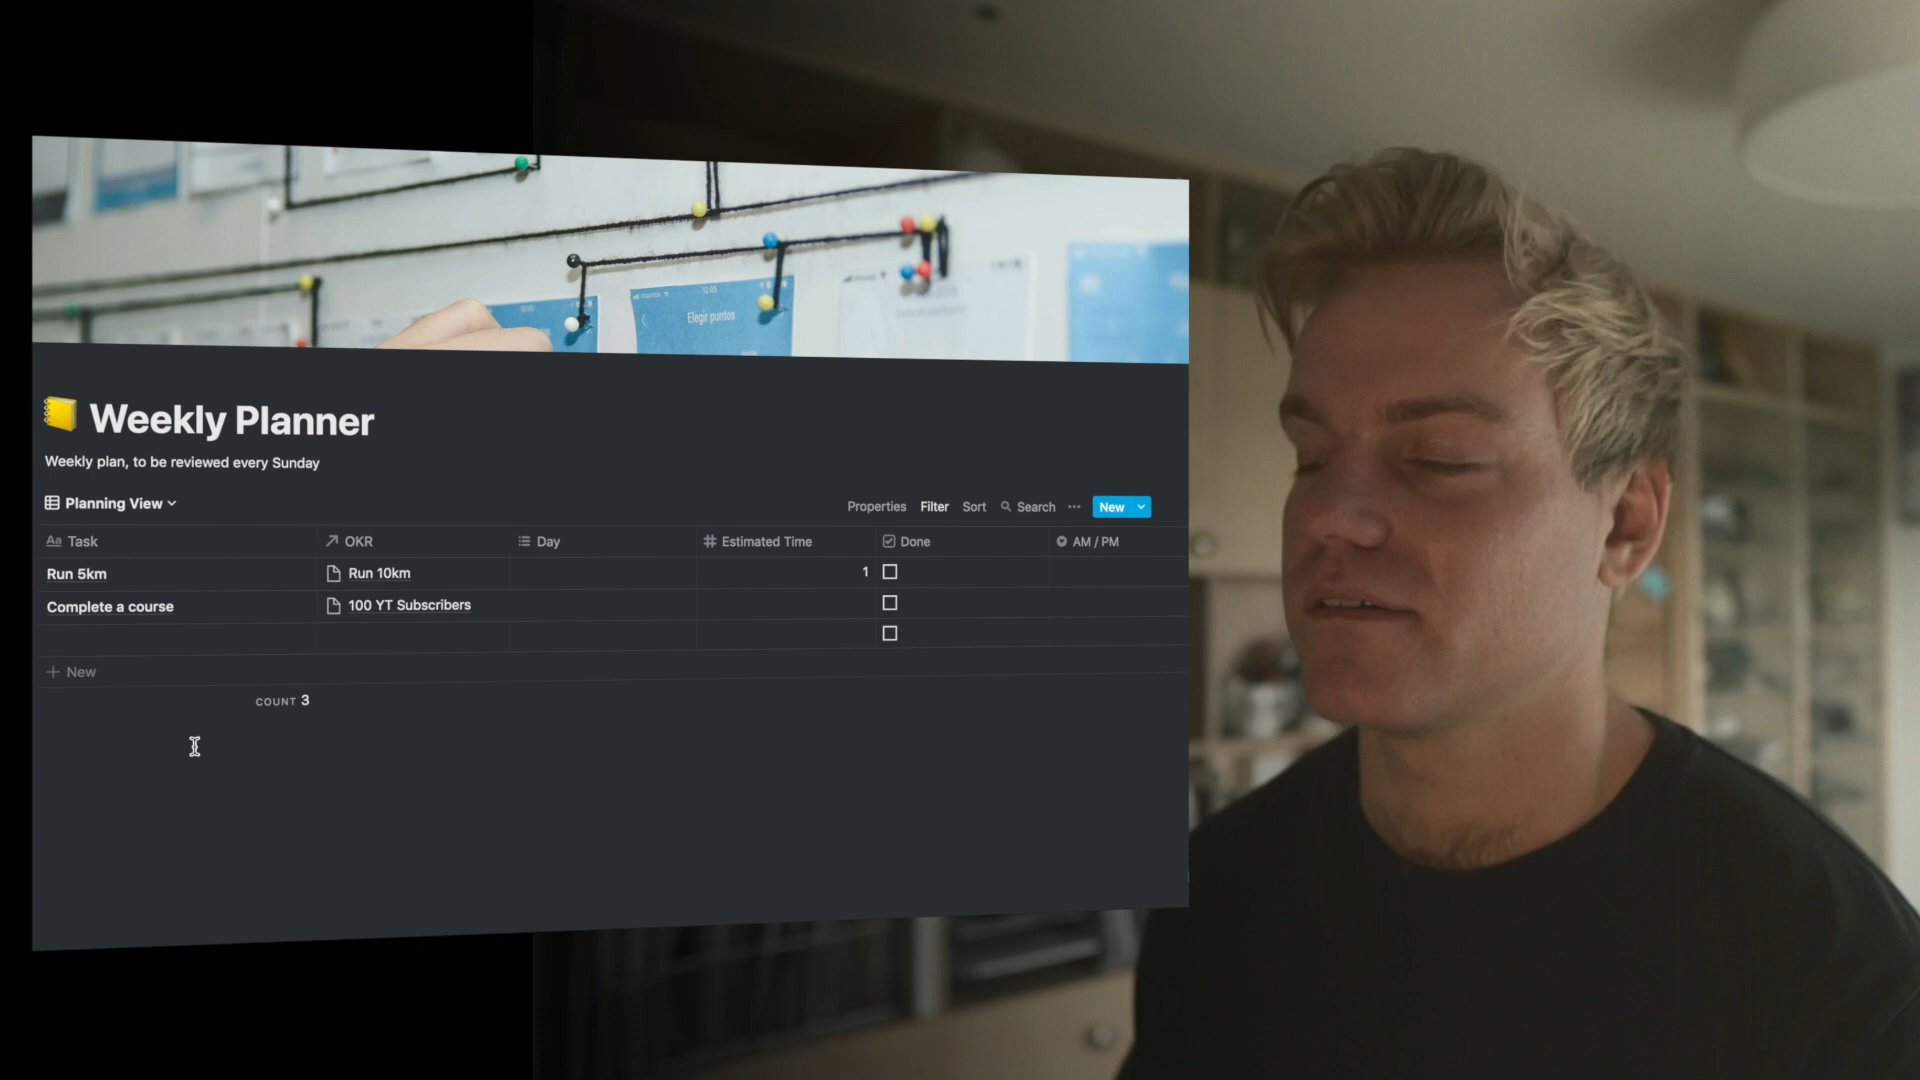 Elegir puntos
Weekly Planner
Weekly plan, to be reviewed every Sunday
Planning View
Properties Filter Sort Search New
Aa Task OKR Day Estimated Time Done AM / PM
Run 5km Run 10km 1
Complete a course 100 YT Subscribers
+ New
COUNT 3